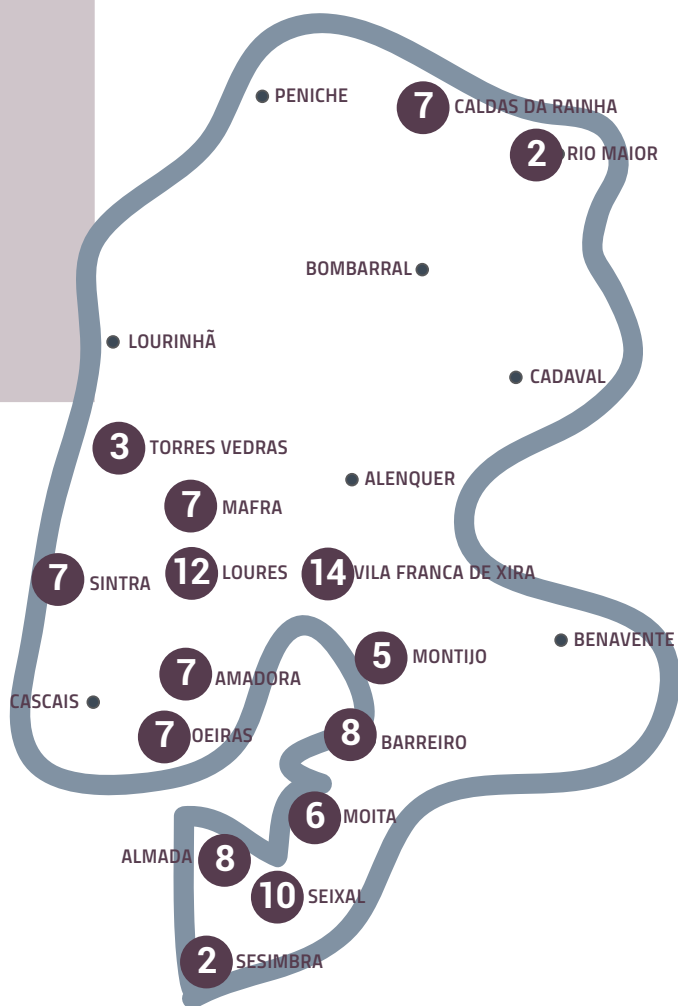 PENICHE
7 CALDAS DA RAINHA
2 RIO MAIOR
BOMBARRAL
LOURINHÃ
CADAVAL
3 TORRES VEDRAS
ALENQUER
7 MAFRA
7 SINTRA
12 LOURES
14 VILA FRANCA DE XIRA
BENAVENTE
5 MONTIJO
7 AMADORA
CASCAIS
7 OEIRAS
8 BARREIRO
6 MOITA
ALMADA 8
10 SEIXAL
2 SESIMBRA